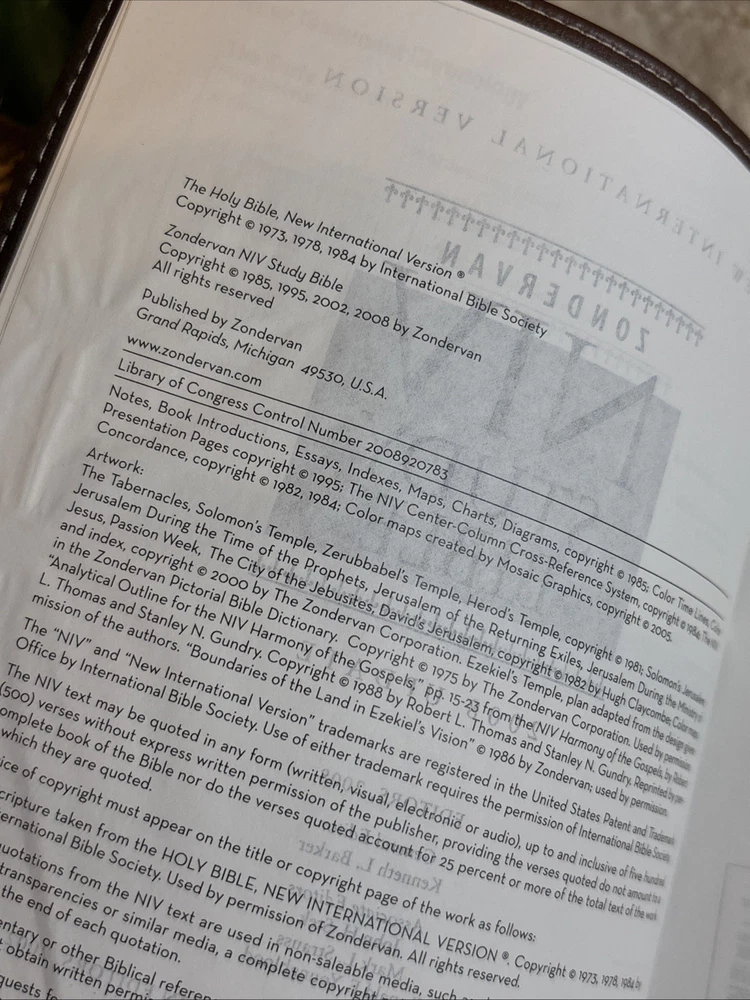 The Holy Bible, New International Version ®
Copyright © 1973, 1978, 1984 by International Bible Society
Zondervan NIV Study Bible
Copyright © 1985, 1995, 2002, 2008 by Zondervan
All rights reserved
Published by Zondervan
Grand Rapids, Michigan 49530, U.S.A.
www.zondervan.com
Library of Congress Control Number 2008920783
Notes, Book Introductions, Essays, Indexes, Maps, Charts, Diagrams, copyright © 1985; Color Time Lines, Color
Presentation Pages copyright © 1995; The NIV Center-Column Cross-Reference System, copyright © 1984; The NIV
Concordance, copyright © 1982, 1984; Color maps created by Mosaic Graphics, copyright © 2005.
Artwork:
The Tabernacles, Solomon's Temple, Zerubbabel's Temple, Herod's Temple, copyright © 1981; Solomon's Jerusalem,
Jerusalem During the Time of the Prophets, Jerusalem of the Returning Exiles, Jerusalem During the Ministry of
Jesus, Passion Week, The City of the Jebusites, David's Jerusalem, copyright © 1982 by Hugh Claycombe; Color maps
and index, copyright © 2000 by The Zondervan Corporation. Ezekiel's Temple, plan adapted from the design given
in the Zondervan Pictorial Bible Dictionary. Copyright © 1975 by The Zondervan Corporation. Used by permission.
"Analytical Outline for the NIV Harmony of the Gospels" pp. 15-23 from the NIV Harmony of the Gospels, by Robert
L. Thomas and Stanley N. Gundry. Copyright © 1988 by Robert L. Thomas and Stanley N. Gundry. Reprinted by per-
mission of the authors. "Boundaries of the Land in Ezekiel's Vision" © 1986 by Zondervan; used by permission.
The "NIV" and "New International Version" trademarks are registered in the United States Patent and Trademark
Office by International Bible Society. Use of either trademark requires the permission of International Bible Society.
The NIV text may be quoted in any form (written, visual, electronic or audio), up to and inclusive of five hundred
(500) verses without express written permission of the publisher, providing the verses quoted do not amount to a
omplete book of the Bible nor do the verses quoted account for 25 percent or more of the total text of the work
which they are quoted.
ice of copyright must appear on the title or copyright page of the work as follows:
cripture taken from the HOLY BIBLE, NEW INTERNATIONAL VERSION ®. Copyright © 1973, 1978, 1984 by
ernational Bible Society. Used by permission of Zondervan. All rights reserved.
uotations from the NIV text are used in non-saleable media, such
transparencies or similar media, a complete copyright
the end of each quotation.
entary or other Biblical referen
obtain written permi
quests f